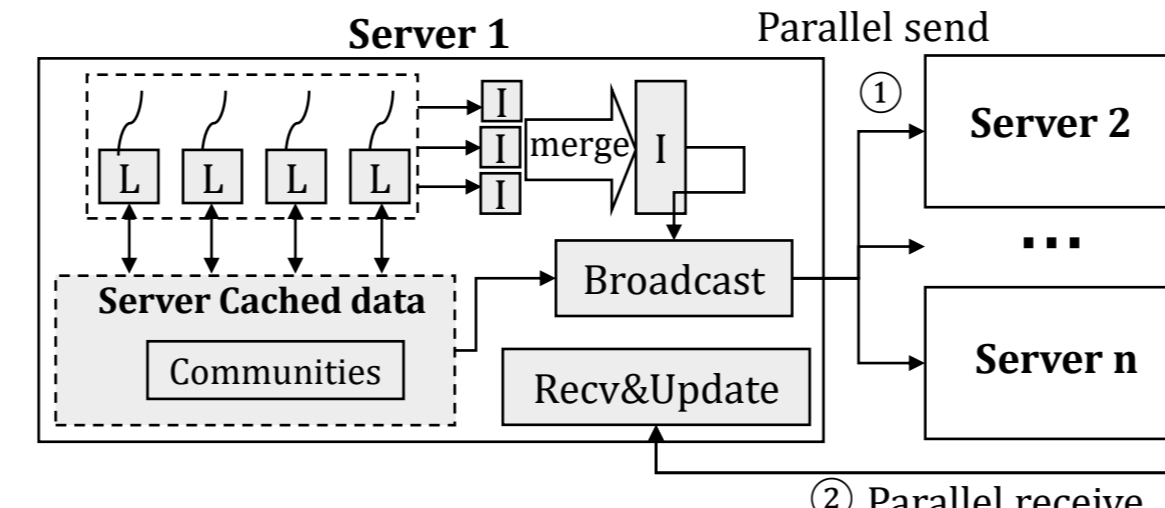 Server 1
Parallel send
①
L L L L
I
I
I
merge
I
Server 2
...
Server n
Broadcast
Server Cached data
Communities
Recv&Update
② Parallel receive